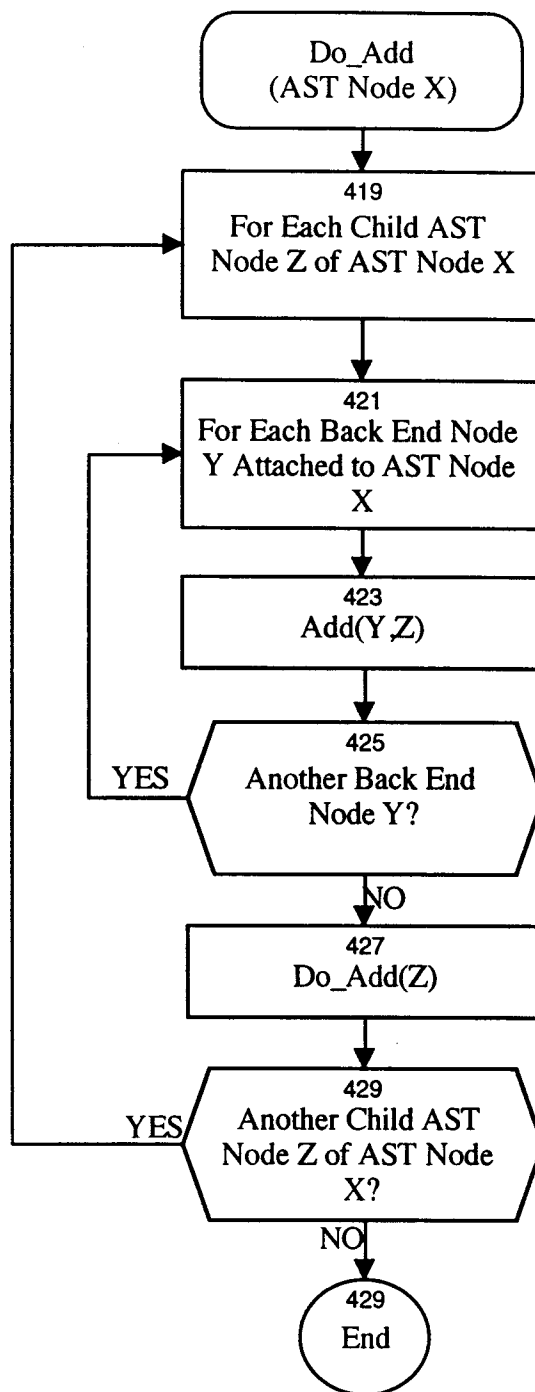 Do_Add
(AST Node X)
419
For Each Child AST
Node Z of AST Node X
421
For Each Back End Node
Y Attached to AST Node
X
423
Add(Y,Z)
425
Another Back End
Node Y?
YES
NO
427
Do_Add(Z)
429
Another Child AST
Node Z of AST Node
X?
YES
NO
429
End